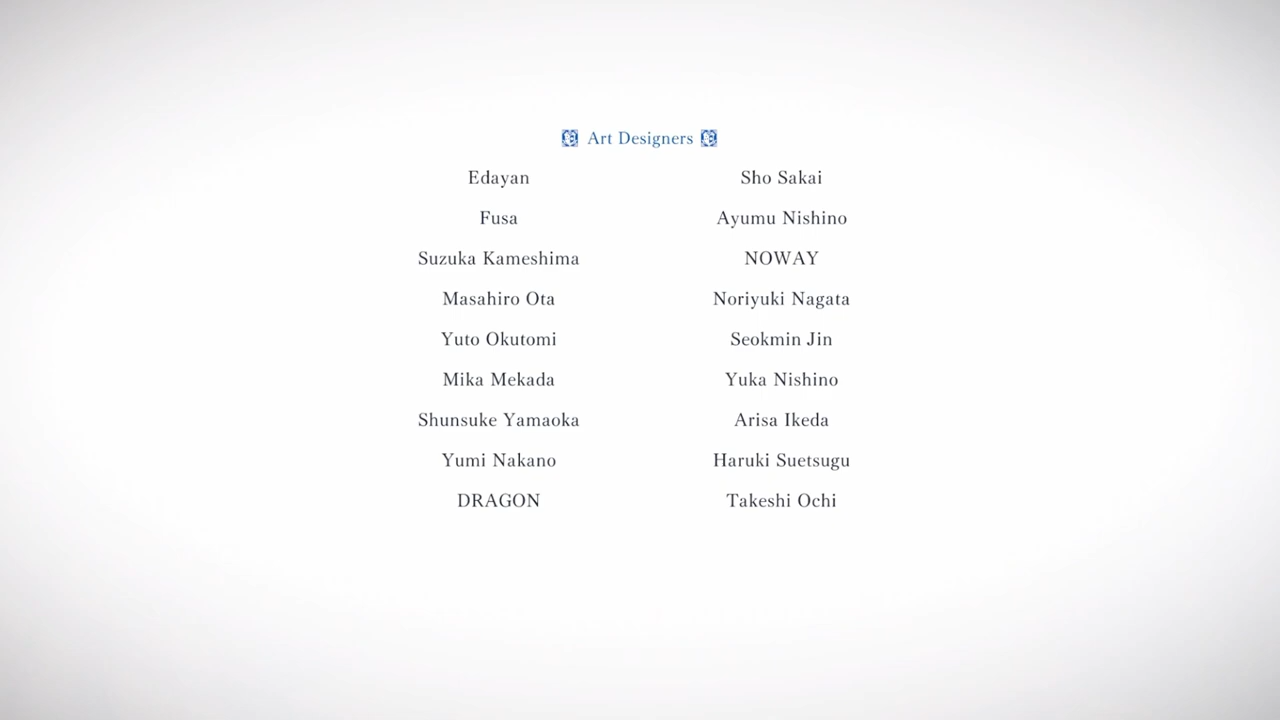 Art Designers
Edayan
Sho Sakai
Fusa
Ayumu Nishino
Suzuka Kameshima
NOWAY
Masahiro Ota
Noriyuki Nagata
Yuto Okutomi
Seokmin Jin
Mika Mekada
Yuka Nishino
Shunsuke Yamaoka
Arisa Ikeda
Yumi Nakano
Haruki Suetsugu
DRAGON
Takeshi Ochi